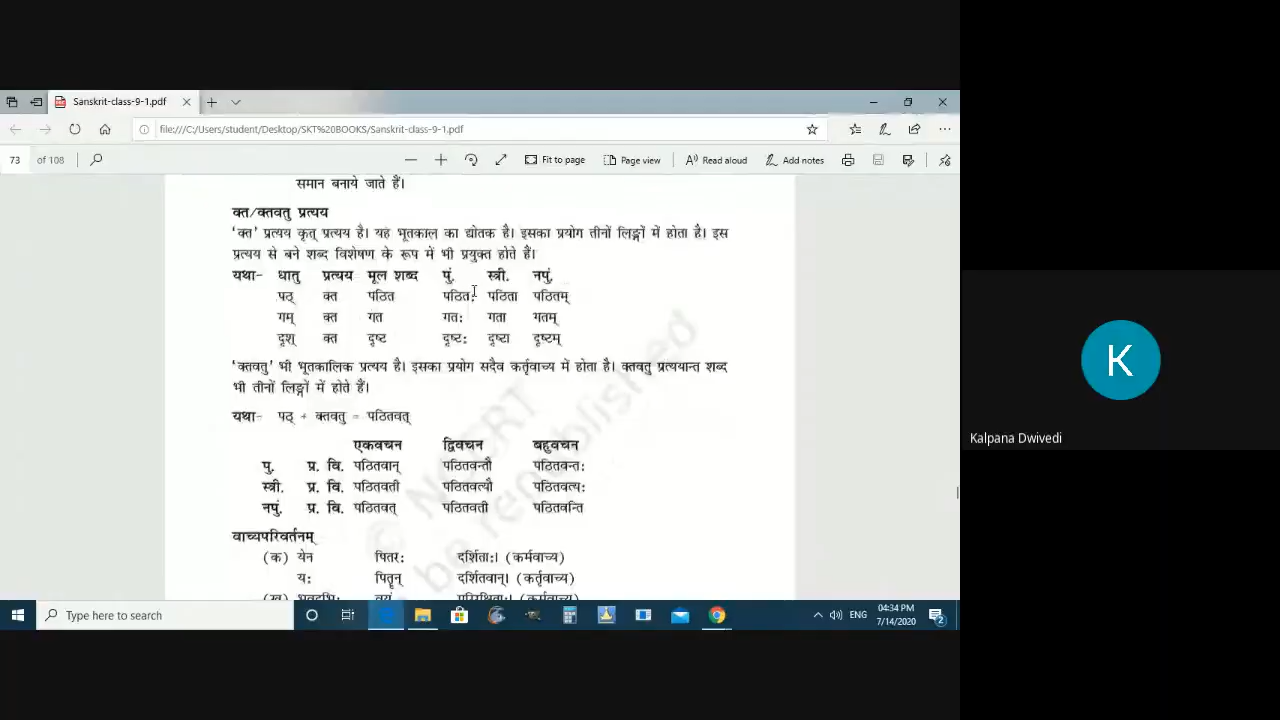 Sanskrit-class-9-1.pdf
file:///C:/Users/student/Desktop/SKT%20BOOKS/Sanskrit-class-9-1.pdf
73 of 108 Fit to page Page view Read aloud Add notes
समान बनाये जाते हैं।
क्त/क्तवतु प्रत्यय
‘क्त’ प्रत्यय कृत् प्रत्यय है। यह भूतकाल का द्योतक है। इसका प्रयोग तीनों लिङ्गों में होता है। इस
प्रत्यय से बने शब्द विशेषण के रूप में भी प्रयुक्त होते हैं।
यथा- धातु प्रत्यय मूल शब्द पुं. स्त्री. नपुं.
पठ् क्त पठित पठित: पठिता पठितम्
गम् क्त गत गत: गता गतम्
दृश् क्त दृष्ट दृष्ट: दृष्टा दृष्टम्
‘क्तवतु’ भी भूतकालिक प्रत्यय है। इसका प्रयोग सदैव कर्तृवाच्य में होता है। क्तवतु प्रत्ययान्त शब्द
भी तीनों लिङ्गों में होते हैं।
यथा- पठ् + क्तवतु = पठितवत्
एकवचन द्विवचन बहुवचन
पु. प्र. वि. पठितवान् पठितवन्तौ पठितवन्त:
स्त्री. प्र. वि. पठितवती पठितवत्यौ पठितवत्य:
नपुं. प्र. वि. पठितवत् पठितवती पठितवन्ति
वाच्यपरिवर्तनम्
(क) येन पितर: दर्शिता:। (कर्मवाच्य)
य: पितॄन् दर्शितवान्। (कर्तृवाच्य)
© NCERT
be republished
K
Kalpana Dwivedi
Type here to search
ENG
04:34 PM
7/14/2020
2